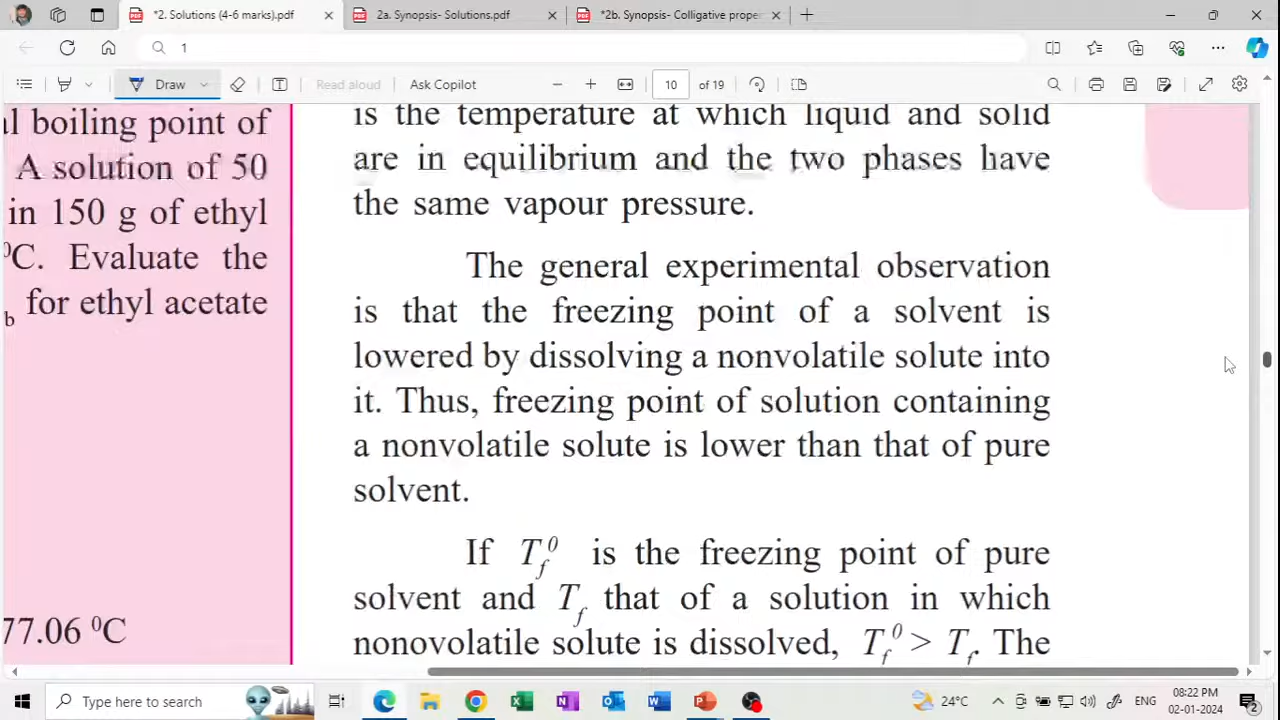 *2. Solutions (4-6 marks).pdf
2a. Synopsis- Solutions.pdf
*2b. Synopsis- Colligative prope
1
Draw
Read aloud
Ask Copilot
10
of 19
l boiling point of
A solution of 50
in 150 g of ethyl
⁰C. Evaluate the
b for ethyl acetate
77.06 ⁰C
is the temperature at which liquid and solid
are in equilibrium and the two phases have
the same vapour pressure.
The general experimental observation
is that the freezing point of a solvent is
lowered by dissolving a nonvolatile solute into
it. Thus, freezing point of solution containing
a nonvolatile solute is lower than that of pure
solvent.
If T_f^0 is the freezing point of pure
solvent and T_f that of a solution in which
nonovolatile solute is dissolved, T_f^0 > T_f. The
Type here to search
24°C
ENG
08:22 PM
02-01-2024
2